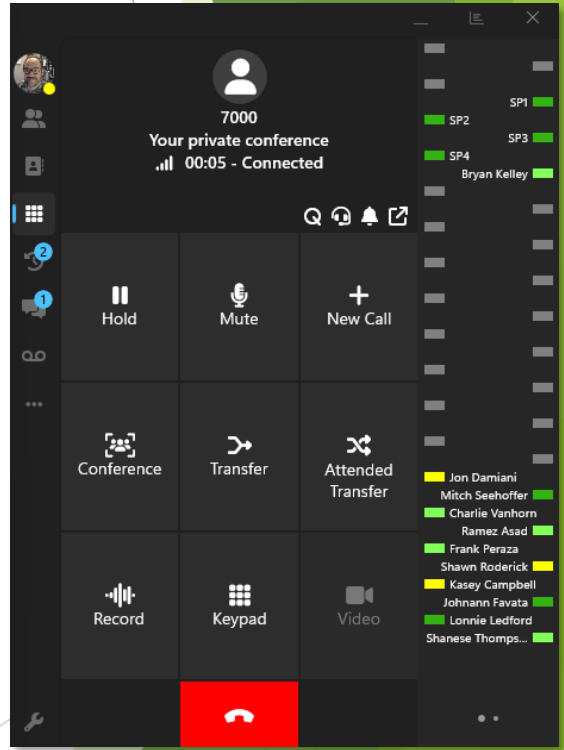 7000
Your private conference
00:05 - Connected
2
1
Hold
Mute
New Call
Conference
Transfer
Attended
Transfer
Record
Keypad
Video
SP1
SP2
SP3
SP4
Bryan Kelley
Jon Damiani
Mitch Seehoffer
Charlie Vanhorn
Ramez Asad
Frank Peraza
Shawn Roderick
Kasey Campbell
Johnann Favata
Lonnie Ledford
Shanese Thomps...